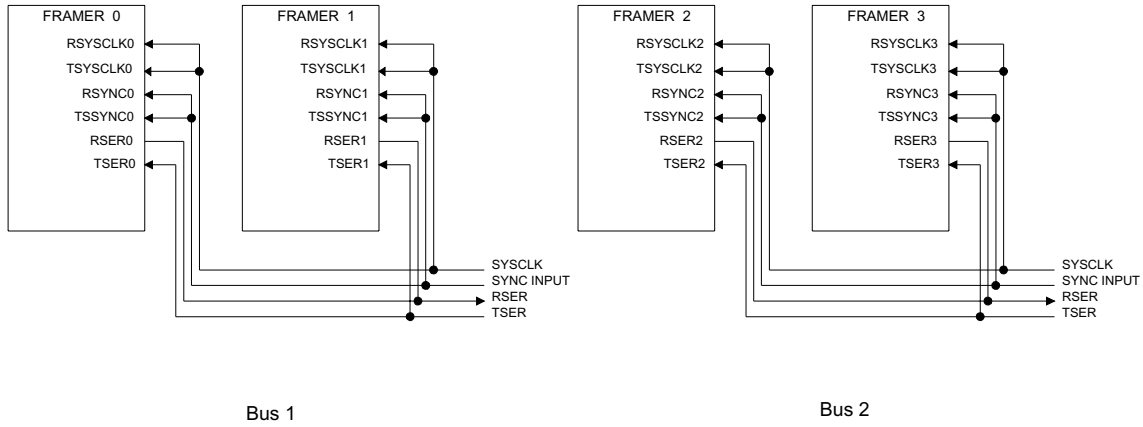 FRAMER 0
RSYSCLK0
TSYSCLK0
RSYNC0
TSSYNC0
RSER0
TSER0
FRAMER 1
RSYSCLK1
TSYSCLK1
RSYNC1
TSSYNC1
RSER1
TSER1
SYSCLK
SYNC INPUT
RSER
TSER
Bus 1
FRAMER 2
RSYSCLK2
TSYSCLK2
RSYNC2
TSSYNC2
RSER2
TSER2
FRAMER 3
RSYSCLK3
TSYSCLK3
RSYNC3
TSSYNC3
RSER3
TSER3
SYSCLK
SYNC INPUT
RSER
TSER
Bus 2